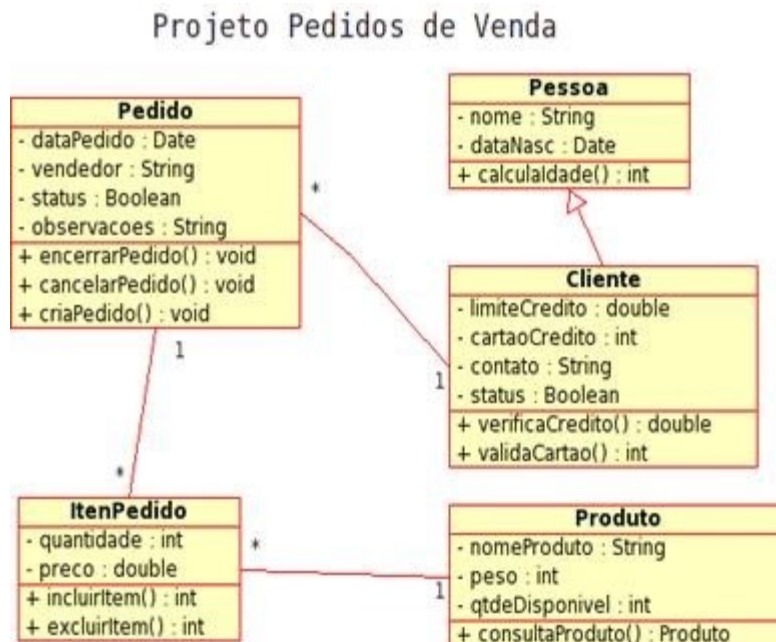 Projeto Pedidos de Venda
Pedido
- dataPedido : Date
- vendedor : String
- status : Boolean
- observacoes : String
+ encerrarPedido() : void
+ cancelarPedido() : void
+ criaPedido() : void
Pessoa
- nome : String
- dataNasc : Date
+ calculaIdade() : int
*
1
Cliente
- limiteCredito : double
- cartaoCredito : int
- contato : String
- status : Boolean
+ verificaCredito() : double
+ validaCartao() : int
1
*
ItenPedido
- quantidade : int
- preco : double
+ incluirItem() : int
+ excluirItem() : int
*
1
Produto
- nomeProduto : String
- peso : int
- qtdeDisponivel : int
+ consultaProduto() : Produto